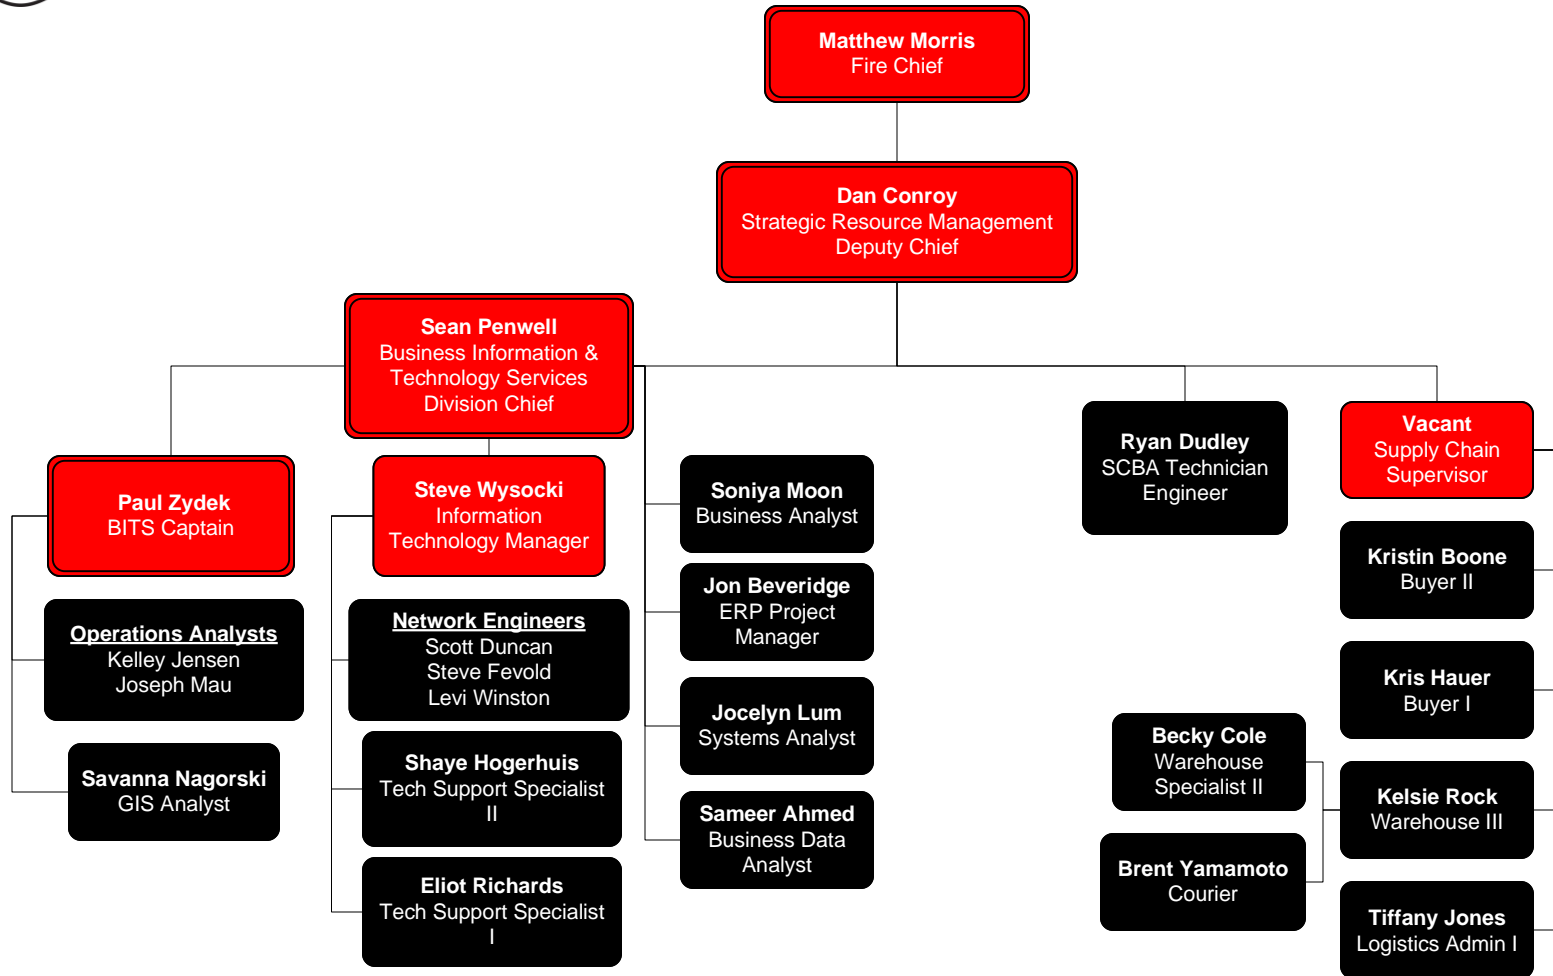 Matthew Morris
Fire Chief
Dan Conroy
Strategic Resource Management
Deputy Chief
Sean Penwell
Business Information &
Technology Services
Division Chief
Paul Zydek
BITS Captain
Operations Analysts
Kelley Jensen
Joseph Mau
Savanna Nagorski
GIS Analyst
Steve Wysocki
Information
Technology Manager
Network Engineers
Scott Duncan
Steve Fevold
Levi Winston
Shaye Hogerhuis
Tech Support Specialist
II
Eliot Richards
Tech Support Specialist
I
Soniya Moon
Business Analyst
Jon Beveridge
ERP Project
Manager
Jocelyn Lum
Systems Analyst
Sameer Ahmed
Business Data
Analyst
Ryan Dudley
SCBA Technician
Engineer
Vacant
Supply Chain
Supervisor
Kristin Boone
Buyer II
Kris Hauer
Buyer I
Becky Cole
Warehouse
Specialist II
Kelsie Rock
Warehouse III
Brent Yamamoto
Courier
Tiffany Jones
Logistics Admin I